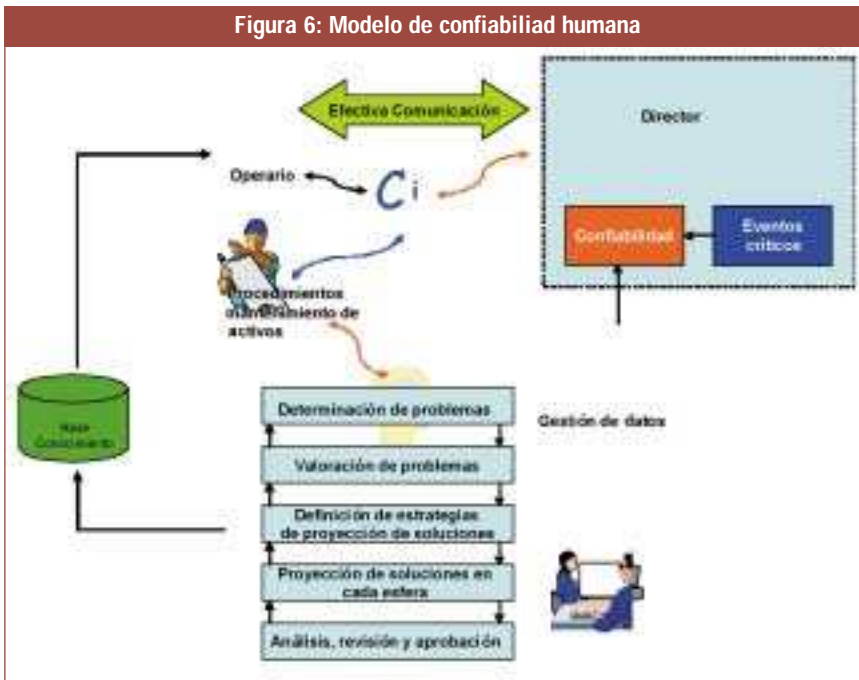 Figura 6: Modelo de confiabiliad humana
Efectiva Comunicación
Director
Operario
Ci
Confiabilidad
Eventos
críticos
Procedimientos
mantenimiento de
activos
Determinación de problemas
Gestión de datos
Valoración de problemas
Base
Conocimiento
Definición de estrategias
de proyección de soluciones
Proyección de soluciones en
cada esfera
Análisis, revisión y aprobación